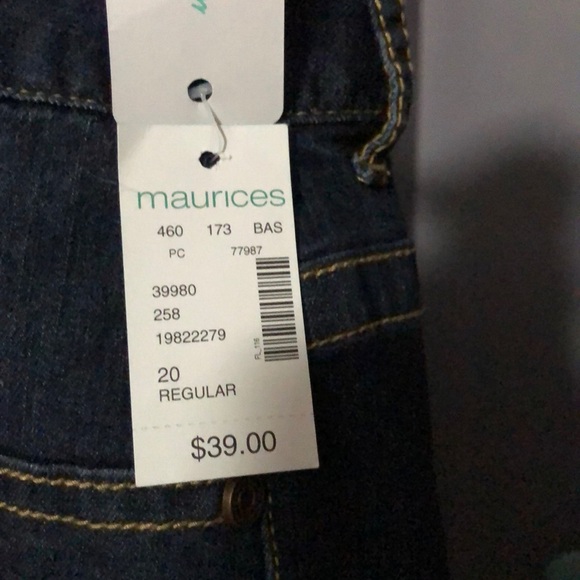 maurices
460 173 BAS
PC 77987
39980
258
19822279
20
REGULAR
$39.00